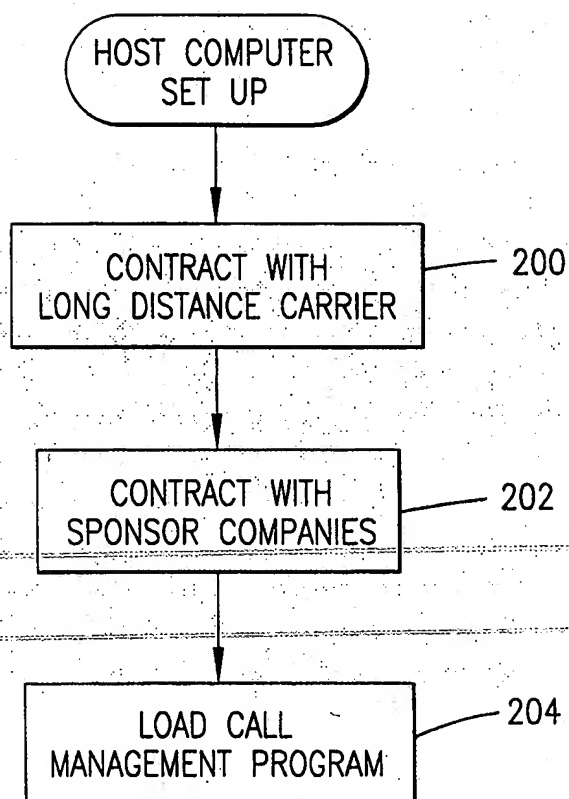 HOST COMPUTER
SET UP
CONTRACT WITH
LONG DISTANCE CARRIER
200
CONTRACT WITH
SPONSOR COMPANIES
202
LOAD CALL
MANAGEMENT PROGRAM
204